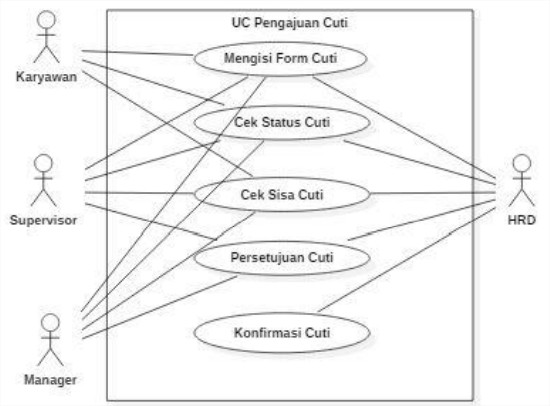 UC Pengajuan Cuti
Mengisi Form Cuti
Karyawan
Cek Status Cuti
Cek Sisa Cuti
Supervisor
HRD
Persetujuan Cuti
Konfirmasi Cuti
Manager